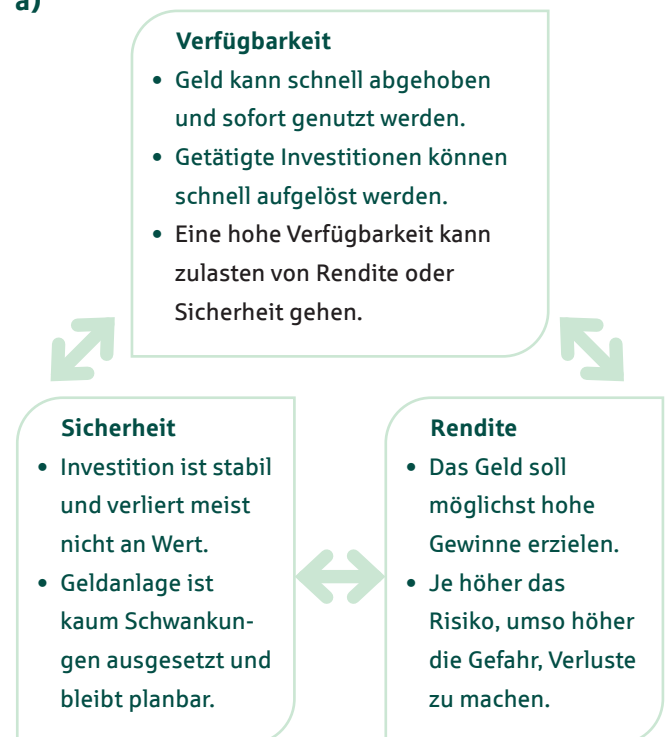 a)
Verfügbarkeit
• Geld kann schnell abgehoben
und sofort genutzt werden.
• Getätigte Investitionen können
schnell aufgelöst werden.
• Eine hohe Verfügbarkeit kann
zulasten von Rendite oder
Sicherheit gehen.
Sicherheit
• Investition ist stabil
und verliert meist
nicht an Wert.
• Geldanlage ist
kaum Schwankun-
gen ausgesetzt und
bleibt planbar.
Rendite
• Das Geld soll
möglichst hohe
Gewinne erzielen.
• Je höher das
Risiko, umso höher
die Gefahr, Verluste
zu machen.